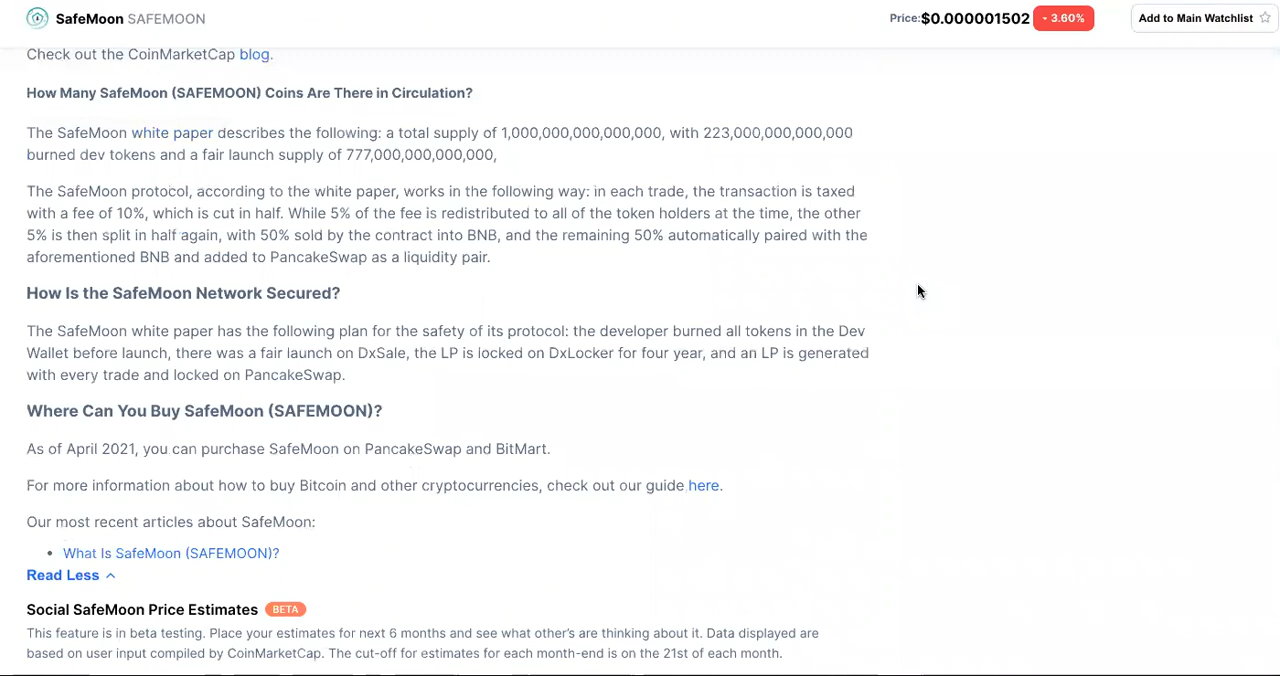 SafeMoon SAFEMOON
Price:$0.000001502 - 3.60%
Add to Main Watchlist
Check out the CoinMarketCap blog.
How Many SafeMoon (SAFEMOON) Coins Are There in Circulation?
The SafeMoon white paper describes the following: a total supply of 1,000,000,000,000,000, with 223,000,000,000,000
burned dev tokens and a fair launch supply of 777,000,000,000,000,
The SafeMoon protocol, according to the white paper, works in the following way: in each trade, the transaction is taxed
with a fee of 10%, which is cut in half. While 5% of the fee is redistributed to all of the token holders at the time, the other
5% is then split in half again, with 50% sold by the contract into BNB, and the remaining 50% automatically paired with the
aforementioned BNB and added to PancakeSwap as a liquidity pair.
How Is the SafeMoon Network Secured?
The SafeMoon white paper has the following plan for the safety of its protocol: the developer burned all tokens in the Dev
Wallet before launch, there was a fair launch on DxSale, the LP is locked on DxLocker for four year, and an LP is generated
with every trade and locked on PancakeSwap.
Where Can You Buy SafeMoon (SAFEMOON)?
As of April 2021, you can purchase SafeMoon on PancakeSwap and BitMart.
For more information about how to buy Bitcoin and other cryptocurrencies, check out our guide here.
Our most recent articles about SafeMoon:
• What Is SafeMoon (SAFEMOON)?
Read Less
Social SafeMoon Price Estimates BETA
This feature is in beta testing. Place your estimates for next 6 months and see what other's are thinking about it. Data displayed are
based on user input compiled by CoinMarketCap. The cut-off for estimates for each month-end is on the 21st of each month.